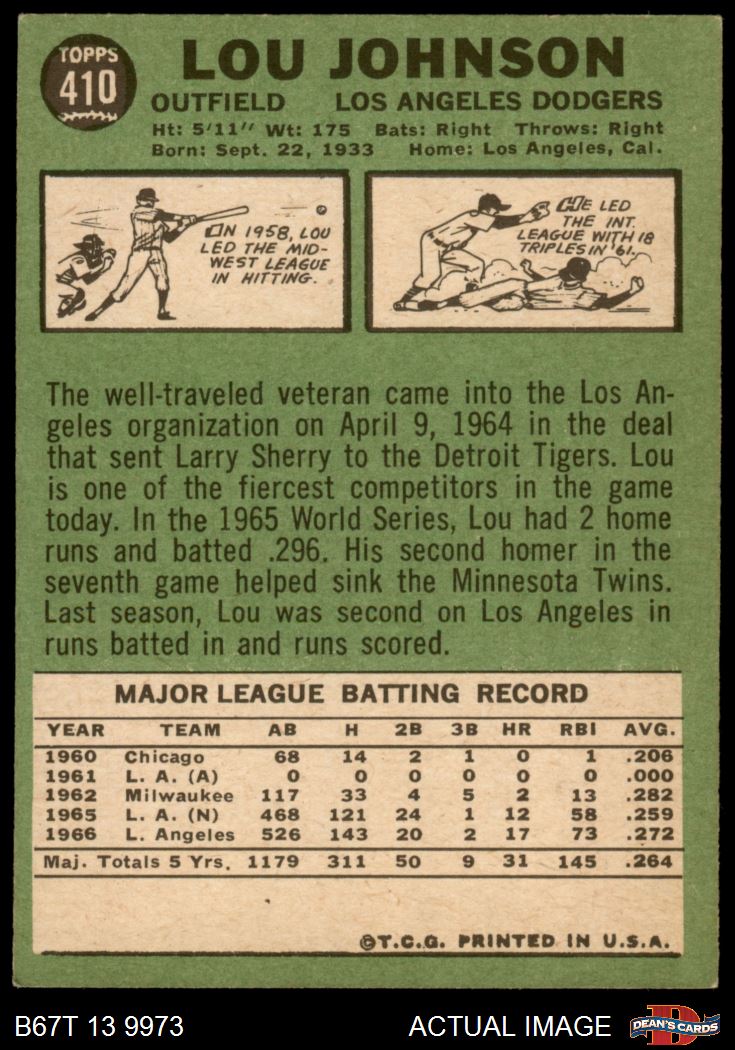 TOPPS
410
LOU JOHNSON
OUTFIELD LOS ANGELES DODGERS
Ht: 5'11" Wt: 175 Bats: Right Throws: Right
Born: Sept. 22, 1933 Home: Los Angeles, Cal.
IN 1958, LOU
LED THE MID-
WEST LEAGUE
IN HITTING.
HE LED
THE INT.
LEAGUE WITH 18
TRIPLES IN '61.
The well-traveled veteran came into the Los An-
geles organization on April 9, 1964 in the deal
that sent Larry Sherry to the Detroit Tigers. Lou
is one of the fiercest competitors in the game
today. In the 1965 World Series, Lou had 2 home
runs and batted .296. His second homer in the
seventh game helped sink the Minnesota Twins.
Last season, Lou was second on Los Angeles in
runs batted in and runs scored.
MAJOR LEAGUE BATTING RECORD
YEAR TEAM AB H 2B 3B HR RBI AVG.
1960 Chicago 68 14 2 1 0 1 .206
1961 L. A. (A) 0 0 0 0 0 0 .000
1962 Milwaukee 117 33 4 5 2 13 .282
1965 L. A. (N) 468 121 24 1 12 58 .259
1966 L. Angeles 526 143 20 2 17 73 .272
Maj. Totals 5 Yrs. 1179 311 50 9 31 145 .264
©T.C.G. PRINTED IN U.S.A.
B67T 13 9973 ACTUAL IMAGE DEAN'S CARDS